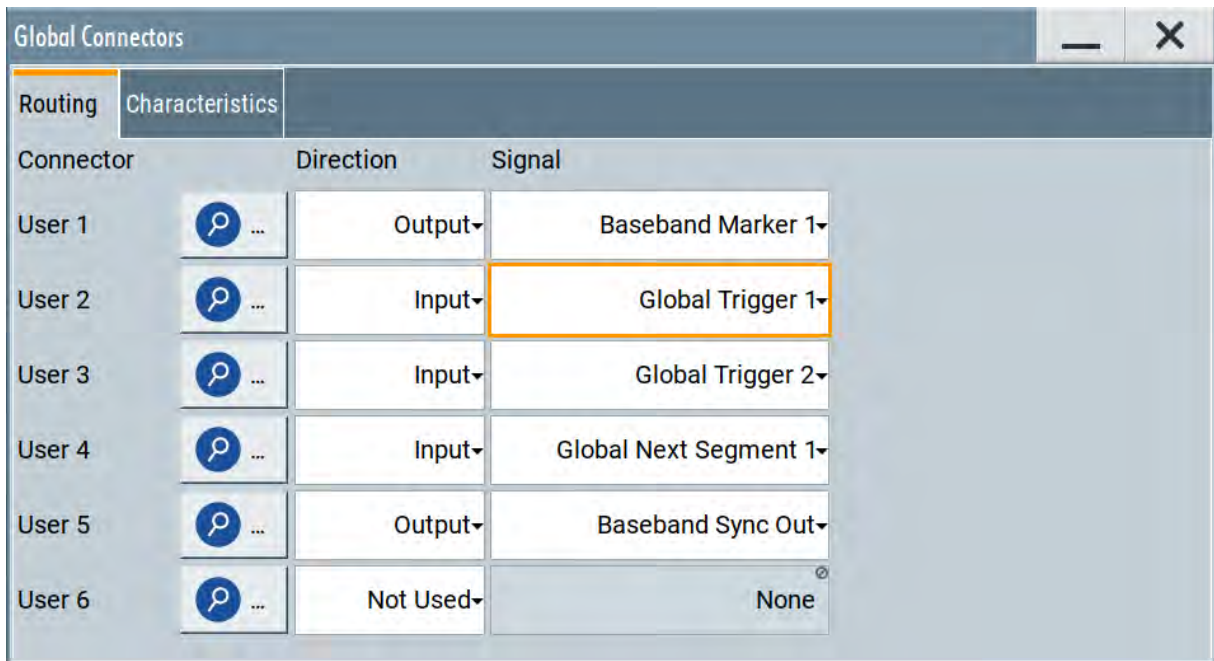 Global Connectors
Routing Characteristics
Connector Direction Signal
User 1 ... Output Baseband Marker 1
User 2 ... Input Global Trigger 1
User 3 ... Input Global Trigger 2
User 4 ... Input Global Next Segment 1
User 5 ... Output Baseband Sync Out
User 6 ... Not Used None